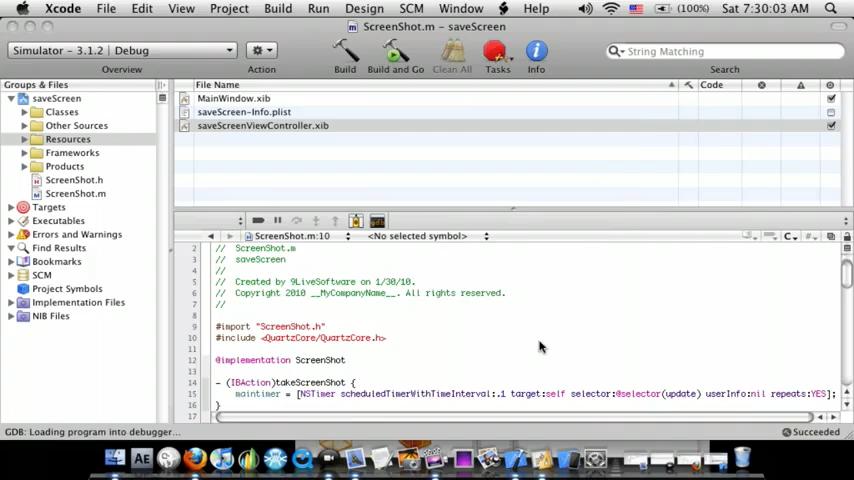 Xcode File Edit View Project Build Run Design SCM Window Help (100%) Sat 7:30:03 AM
ScreenShot.m - saveScreen
Simulator - 3.1.2 | Debug
String Matching
Overview Action Build Build and Go Clean All Tasks Info Search
Groups & Files
File Name Code
saveScreen
Classes
Other Sources
Resources
Frameworks
Products
ScreenShot.h
ScreenShot.m
Targets
Executables
Errors and Warnings
Find Results
Bookmarks
SCM
Project Symbols
Implementation Files
NIB Files
MainWindow.xib
saveScreen-Info.plist
saveScreenViewController.xib
ScreenShot.m:10 <No selected symbol> C #
2 // ScreenShot.m
3 // saveScreen
4 //
5 // Created by 9LiveSoftware on 1/30/10.
6 // Copyright 2010 __MyCompanyName__. All rights reserved.
7 //
8
9 #import "ScreenShot.h"
10 #include <QuartzCore/QuartzCore.h>
11
12 @implementation ScreenShot
13
14 - (IBAction)takeScreenShot {
15 maintimer = [NSTimer scheduledTimerWithTimeInterval:.1 target:self selector:@selector(update) userInfo:nil repeats:YES];
16 }
17
GDB: Loading program into debugger... Succeeded
AE